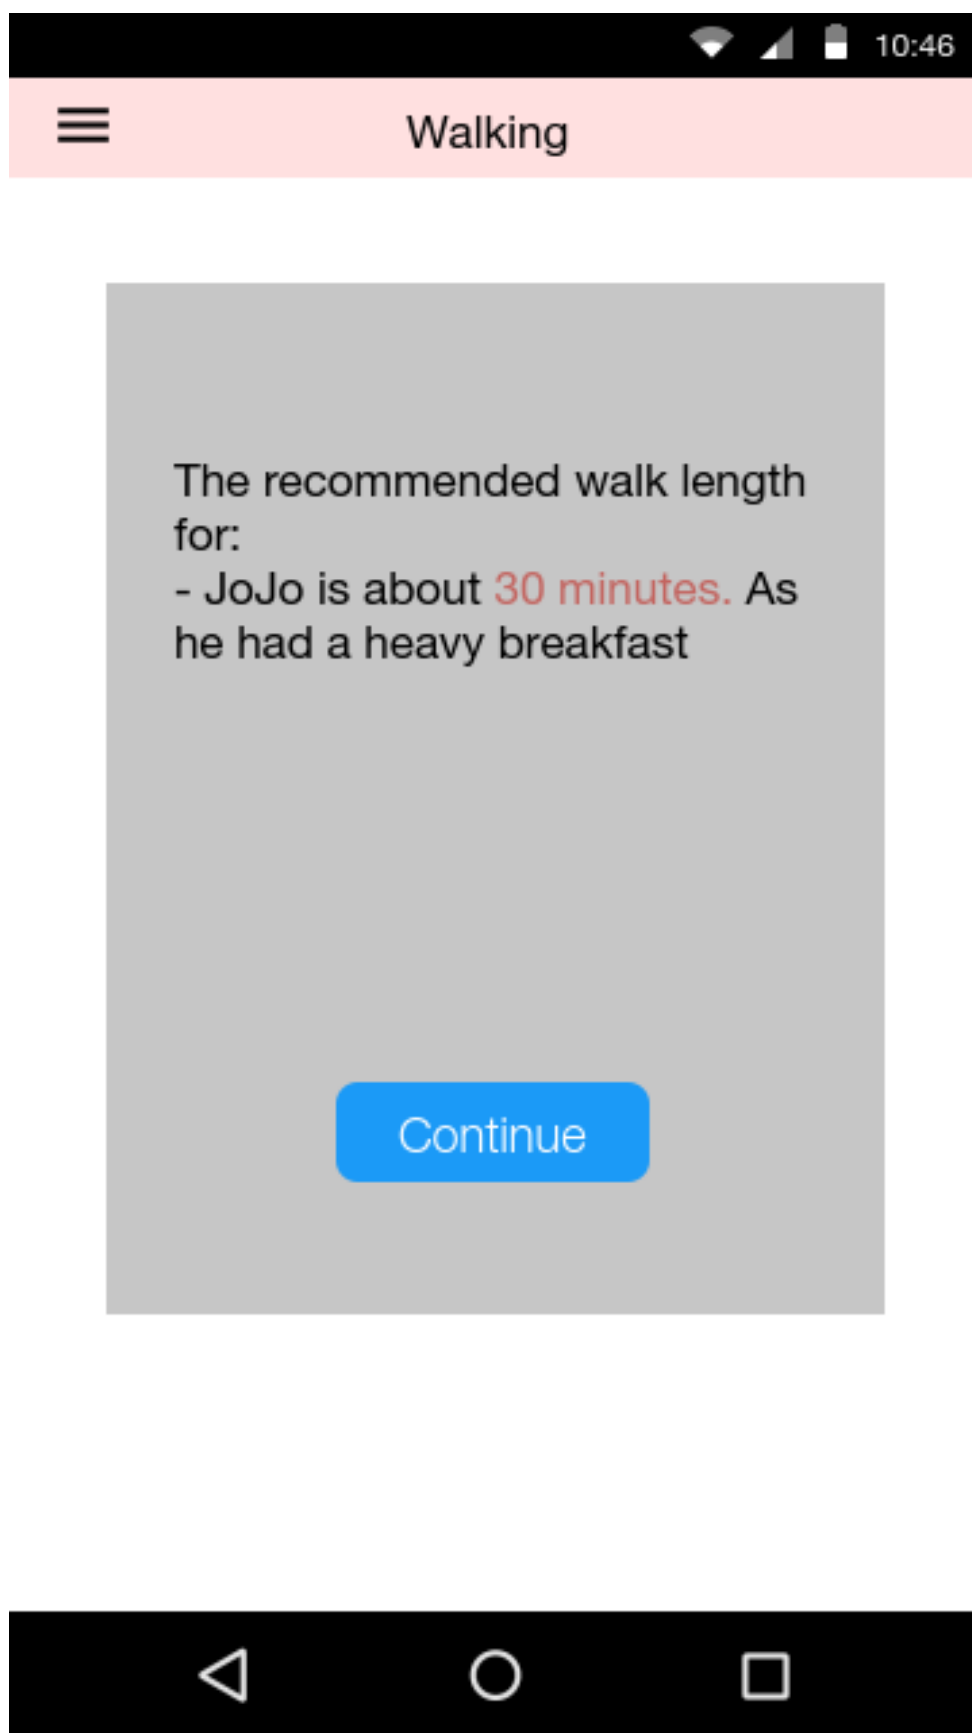 10:46
Walking
The recommended walk length
for:
- JoJo is about 30 minutes. As
he had a heavy breakfast
Continue